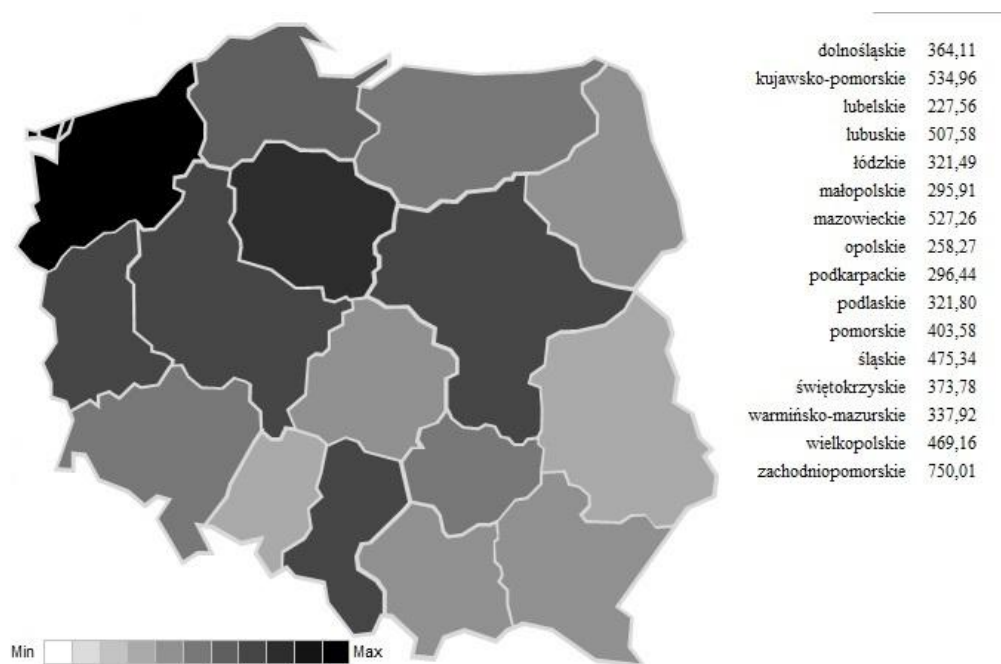 dolnośląskie 364,11
kujawsko-pomorskie 534,96
lubelskie 227,56
lubuskie 507,58
łódzkie 321,49
małopolskie 295,91
mazowieckie 527,26
opolskie 258,27
podkarpackie 296,44
podlaskie 321,80
pomorskie 403,58
śląskie 475,34
świętokrzyskie 373,78
warmińsko-mazurskie 337,92
wielkopolskie 469,16
zachodniopomorskie 750,01
Min Max